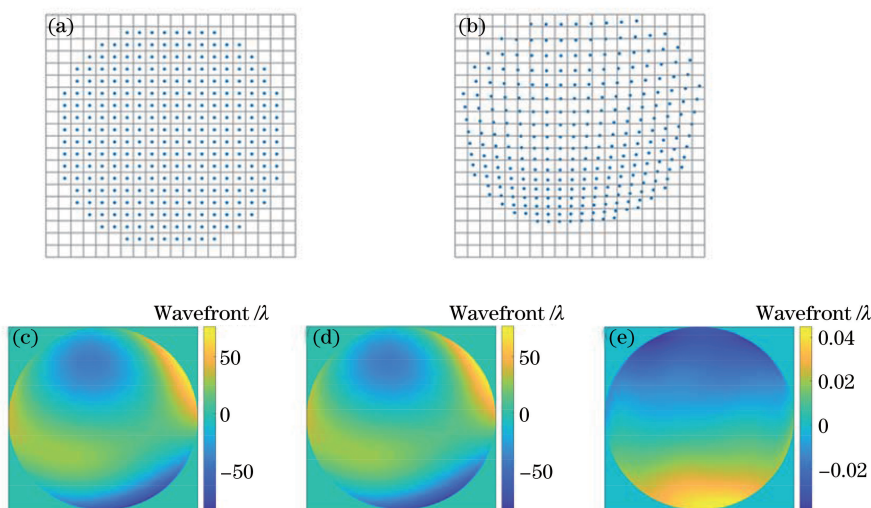 (a)
(b)
Wavefront /λ
(c)
50
0
−50
Wavefront /λ
(d)
50
0
−50
Wavefront /λ
(e)
0.04
0.02
0
−0.02